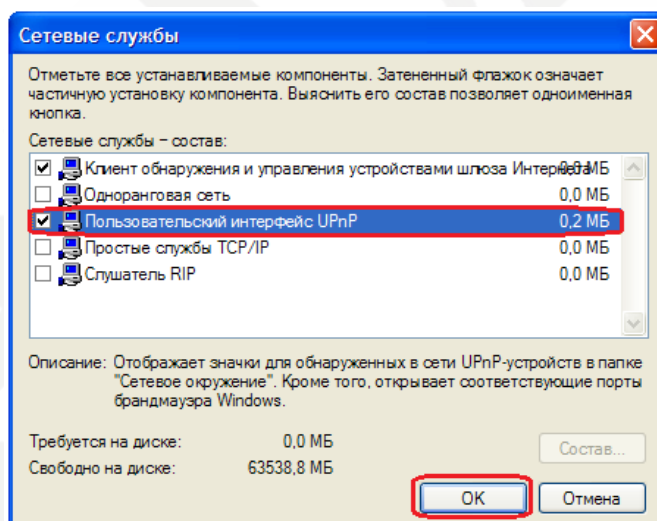 Сетевые службы
Отметьте все устанавливаемые компоненты. Затененный флажок означает
частичную установку компонента. Выяснить его состав позволяет одноименная
кнопка.
Сетевые службы – состав:
Клиент обнаружения и управления устройствами шлюза Интернета 0,0 МБ
Одноранговая сеть 0,0 МБ
Пользовательский интерфейс UPnP 0,2 МБ
Простые службы TCP/IP 0,0 МБ
Слушатель RIP 0,0 МБ
Описание: Отображает значки для обнаруженных в сети UPnP-устройств в папке
"Сетевое окружение". Кроме того, открывает соответствующие порты
брандмауэра Windows.
Требуется на диске: 0,0 МБ
Состав...
Свободно на диске: 63538,8 МБ
OK Отмена